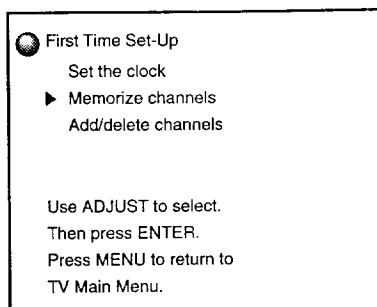 First Time Set-Up
Set the clock
Memorize channels
Add/delete channels
Use ADJUST to select.
Then press ENTER.
Press MENU to return to
TV Main Menu.